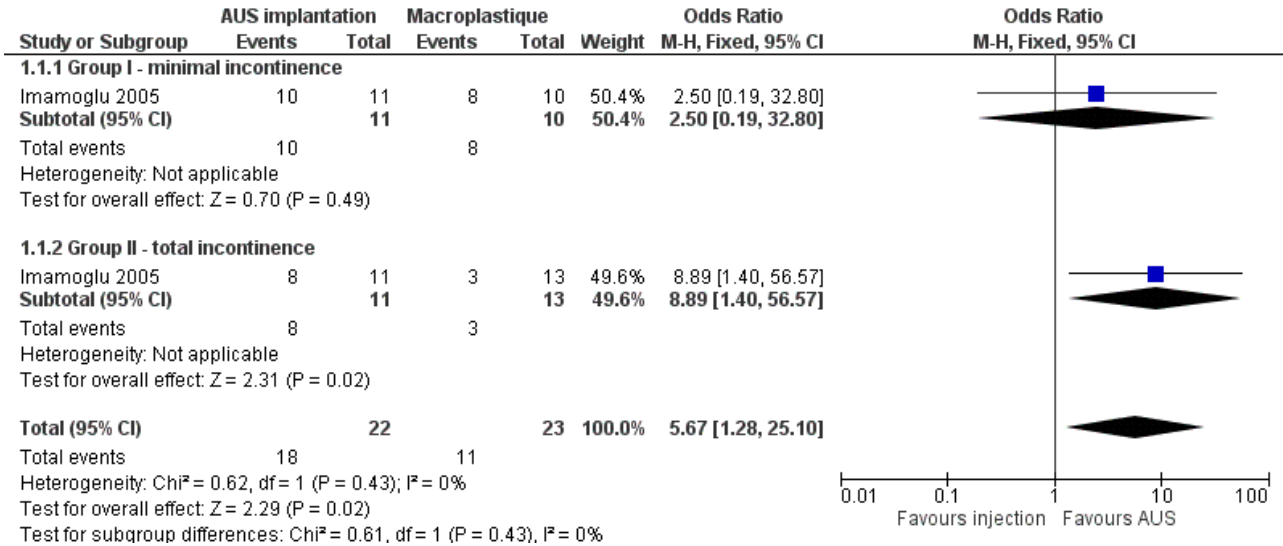 AUS implantation Macroplastique Odds Ratio Odds Ratio
Study or Subgroup Events Total Events Total Weight M-H, Fixed, 95% CI M-H, Fixed, 95% CI
1.1.1 Group I - minimal incontinence
Imamoglu 2005 10 11 8 10 50.4% 2.50 [0.19, 32.80]
Subtotal (95% CI) 11 10 50.4% 2.50 [0.19, 32.80]
Total events 10 8
Heterogeneity: Not applicable
Test for overall effect: Z = 0.70 (P = 0.49)
1.1.2 Group II - total incontinence
Imamoglu 2005 8 11 3 13 49.6% 8.89 [1.40, 56.57]
Subtotal (95% CI) 11 13 49.6% 8.89 [1.40, 56.57]
Total events 8 3
Heterogeneity: Not applicable
Test for overall effect: Z = 2.31 (P = 0.02)
Total (95% CI) 22 23 100.0% 5.67 [1.28, 25.10]
Total events 18 11
Heterogeneity: Chi² = 0.62, df = 1 (P = 0.43); I² = 0%
Test for overall effect: Z = 2.29 (P = 0.02)
Test for subgroup differences: Chi² = 0.61, df = 1 (P = 0.43), I² = 0%
0.01 0.1 1 10 100
Favours injection Favours AUS